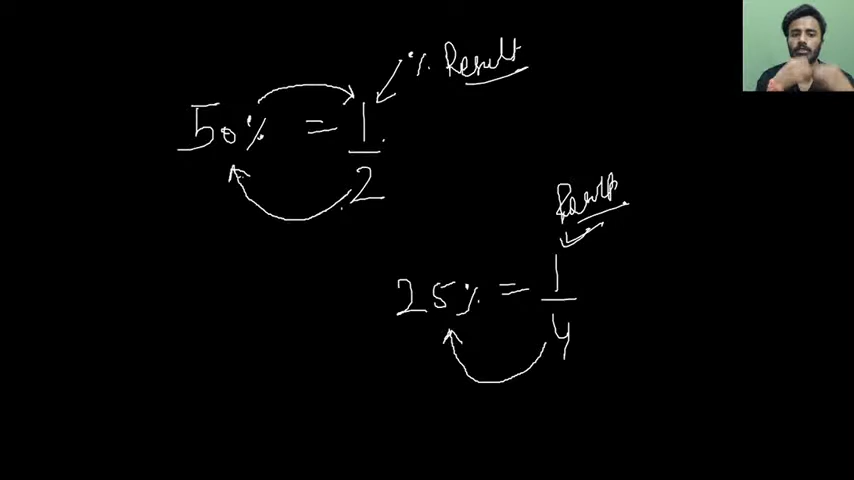 % Result
50% = 1/2
Result
25% = 1/4